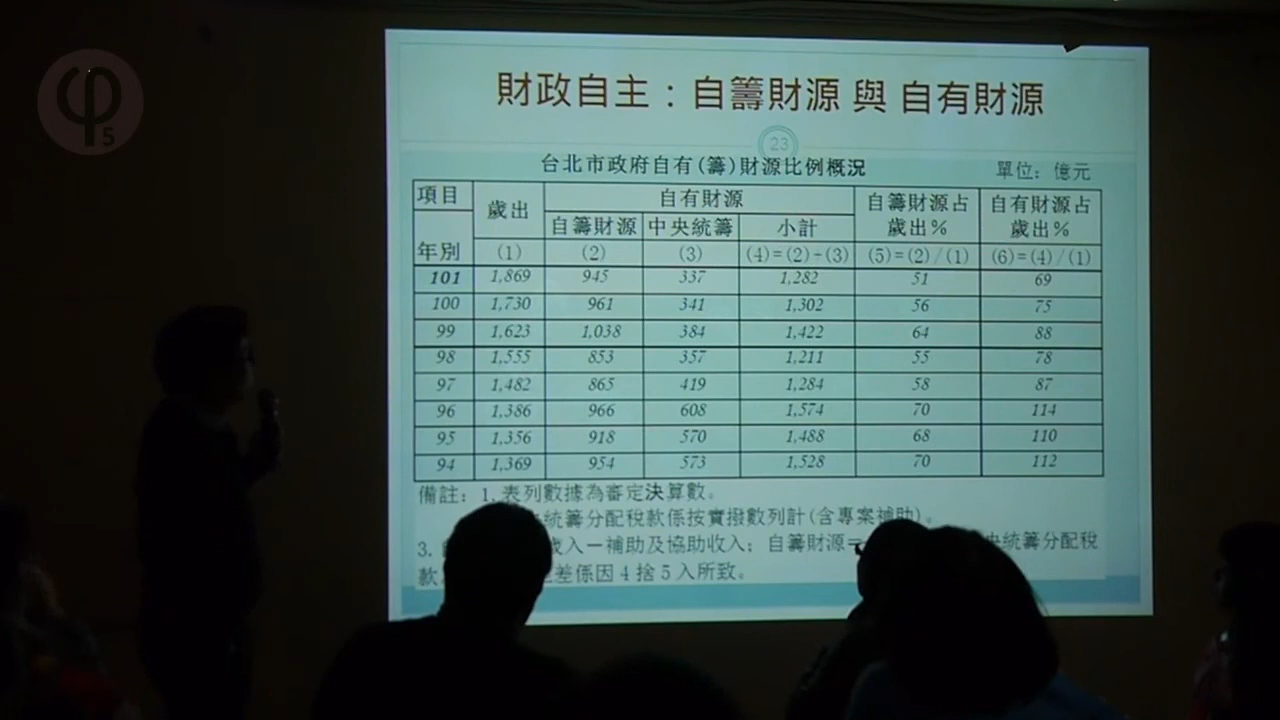 φ5
財政自主：自籌財源 與 自有財源
23
台北市政府自有(籌)財源比例概況 單位：億元
項目 歲出 自有財源 自籌財源占歲出% 自有財源占歲出%
自籌財源 中央統籌 小計
年別 (1) (2) (3) (4)=(2)+(3) (5)=(2)/(1) (6)=(4)/(1)
101 1,869 945 337 1,282 51 69
100 1,730 961 341 1,302 56 75
99 1,623 1,038 384 1,422 64 88
98 1,555 853 357 1,211 55 78
97 1,482 865 419 1,284 58 87
96 1,386 966 608 1,574 70 114
95 1,356 918 570 1,488 68 110
94 1,369 954 573 1,528 70 112
備註：1.表列數據為審定決算數。
統籌分配稅款係按實撥數列計(含專案補助)。
3. 歲入－補助及協助收入；自籌財源＝ 央統籌分配稅
款 差係因4捨5入所致。